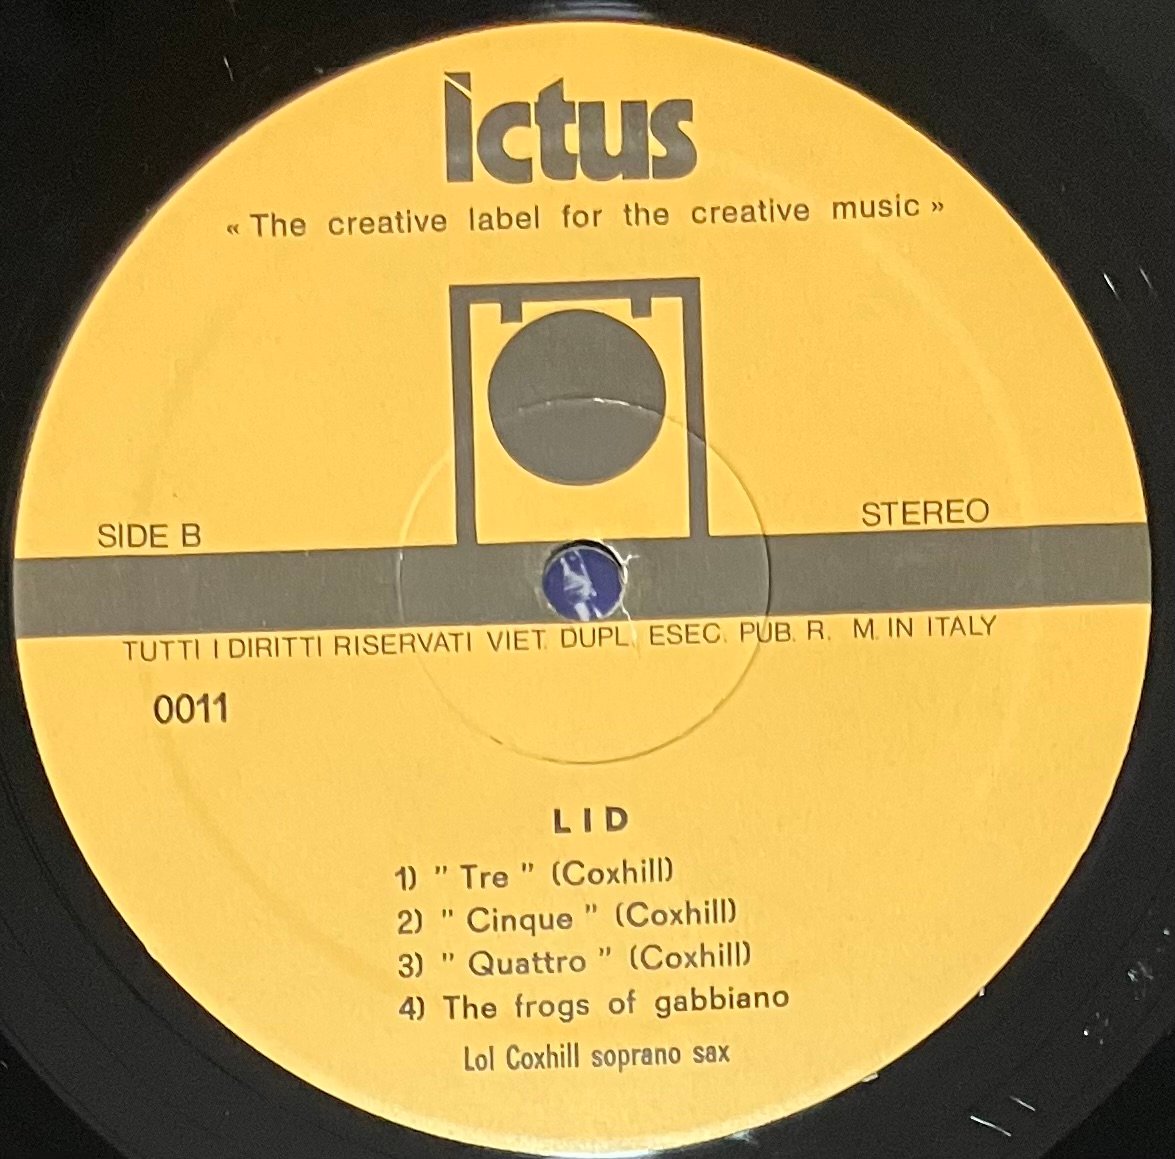 ictus
« The creative label for the creative music »
SIDE B
STEREO
TUTTI I DIRITTI RISERVATI VIET. DUPL. ESEC. PUB. R. M. IN ITALY
0011
LID
1) " Tre " (Coxhill)
2) " Cinque " (Coxhill)
3) " Quattro " (Coxhill)
4) The frogs of gabbiano
Lol Coxhill soprano sax